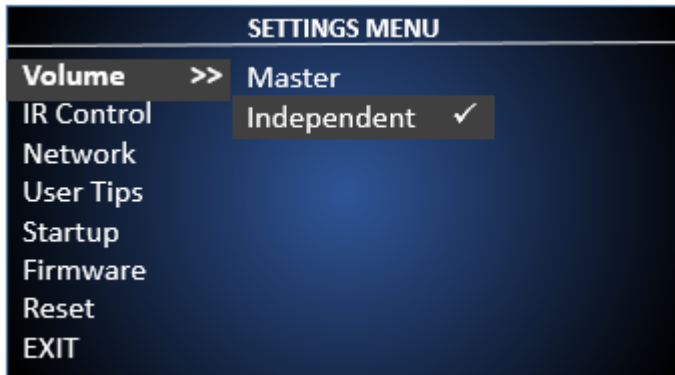 SETTINGS MENU
Volume >> Master
IR Control Independent ✓
Network
User Tips
Startup
Firmware
Reset
EXIT